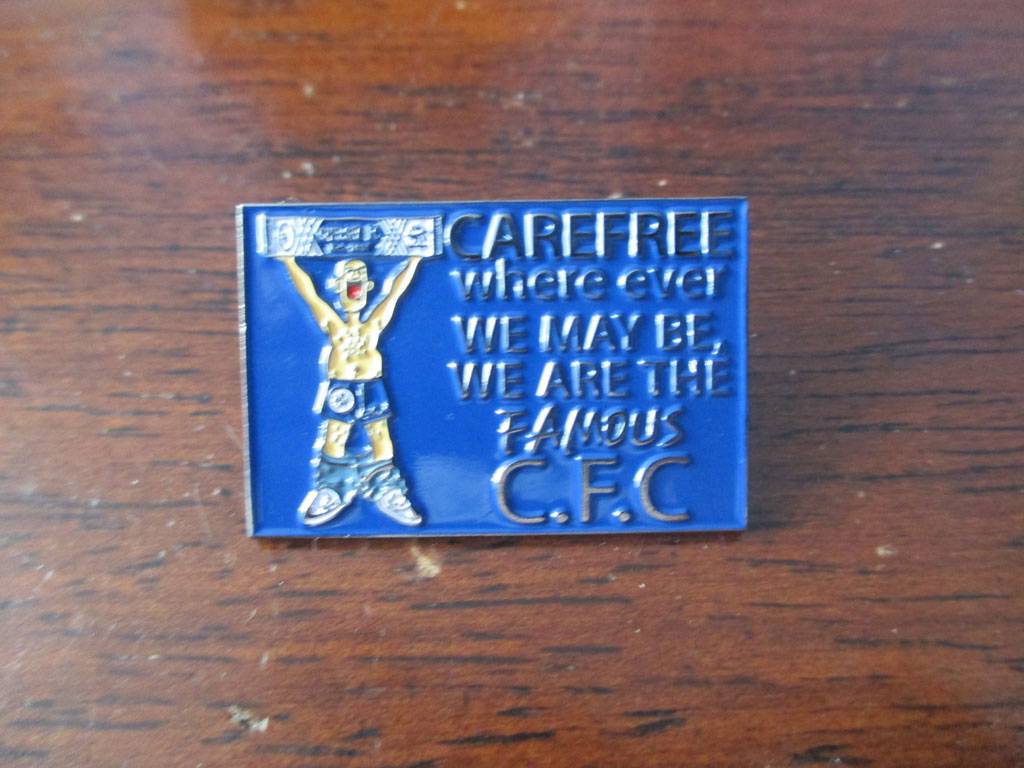 CAREFREE
where ever
WE MAY BE,
WE ARE THE
FAMOUS
C.F.C